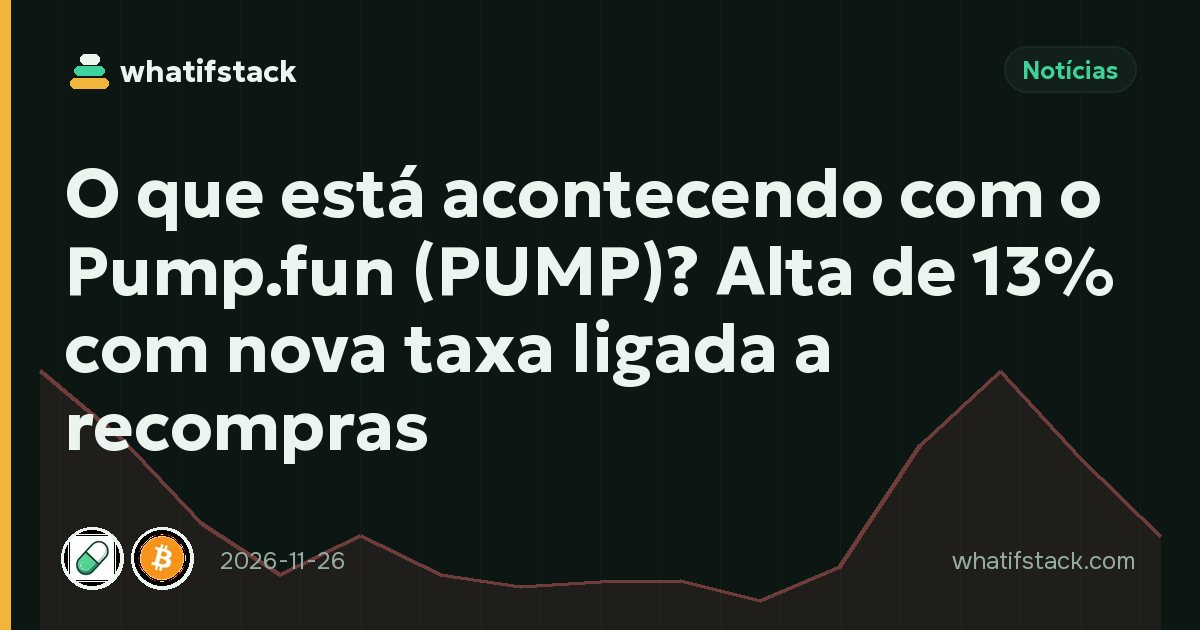 whatifstack
Notícias
O que está acontecendo com o
Pump.fun (PUMP)? Alta de 13%
com nova taxa ligada a
recompras
2026-11-26
whatifstack.com